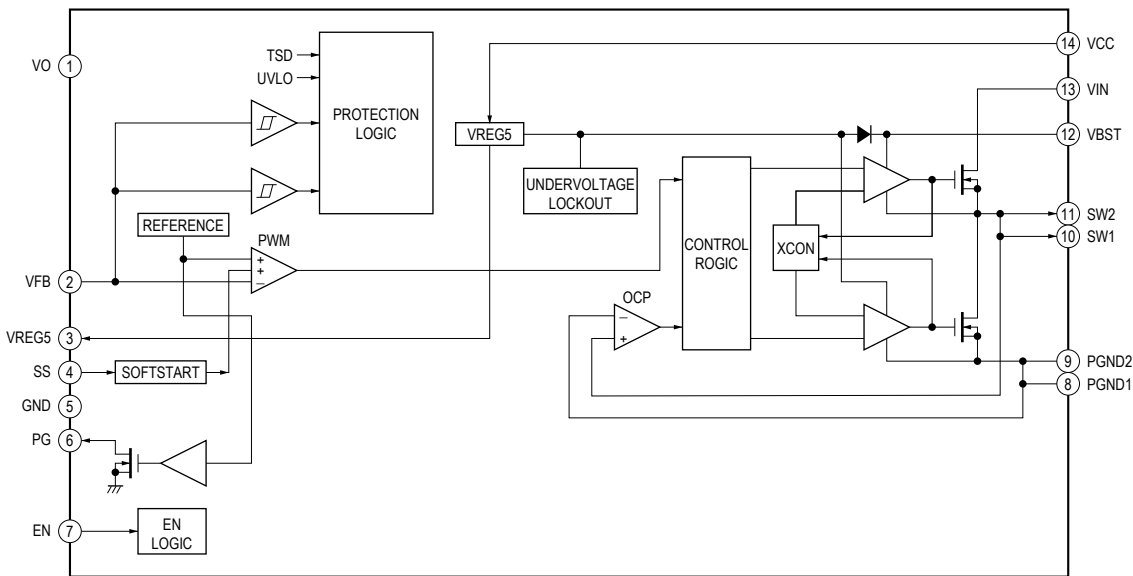 VO 1
VFB 2
VREG5 3
SS 4
GND 5
PG 6
EN 7
TSD
UVLO
PROTECTION
LOGIC
REFERENCE
PWM
+
+
−
SOFTSTART
EN
LOGIC
VREG5
UNDERVOLTAGE
LOCKOUT
OCP
−
+
CONTROL
ROGIC
XCON
14 VCC
13 VIN
12 VBST
11 SW2
10 SW1
9 PGND2
8 PGND1